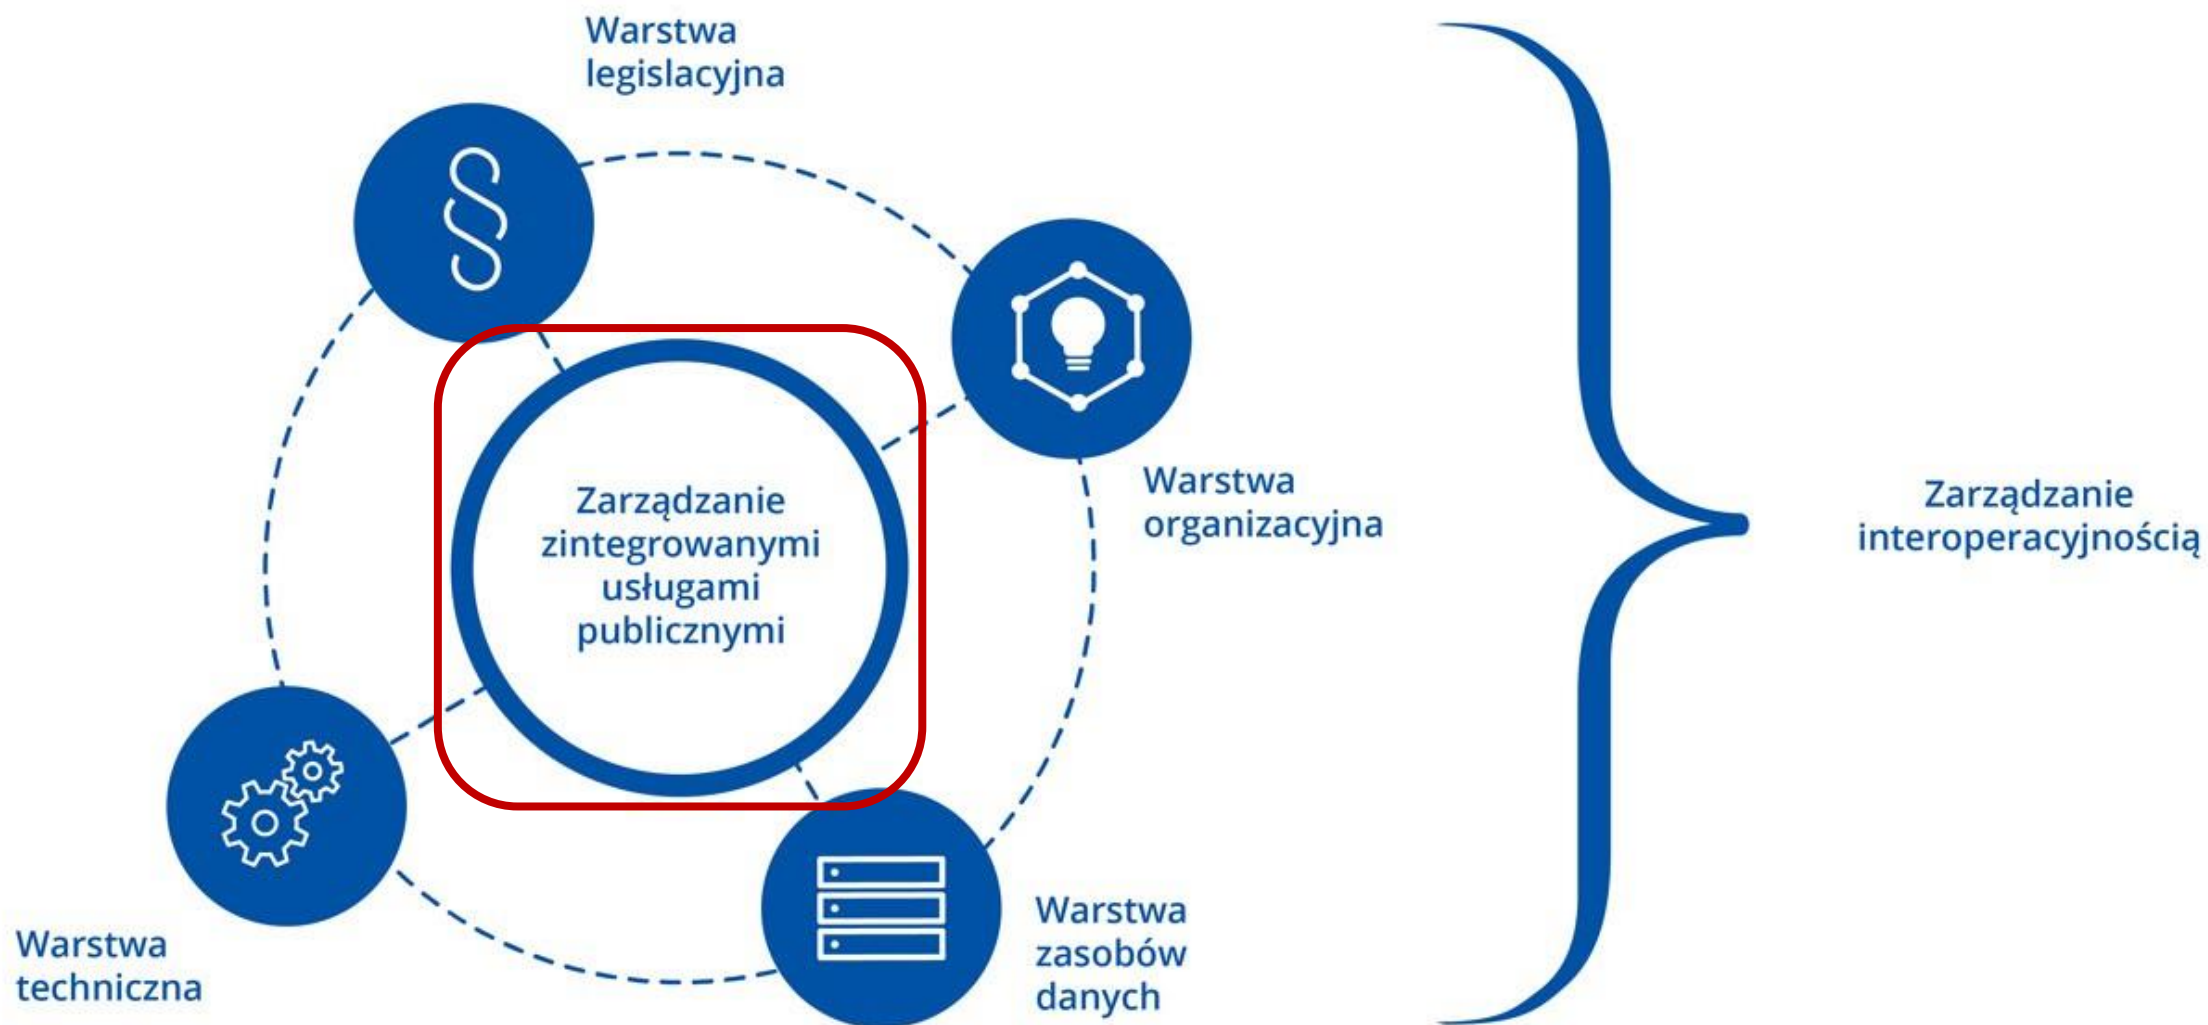 Warstwa
legislacyjna
Warstwa
organizacyjna
Zarządzanie
zintegrowanymi
usługami
publicznymi
Zarządzanie
interoperacyjnością
Warstwa
techniczna
Warstwa
zasobów
danych